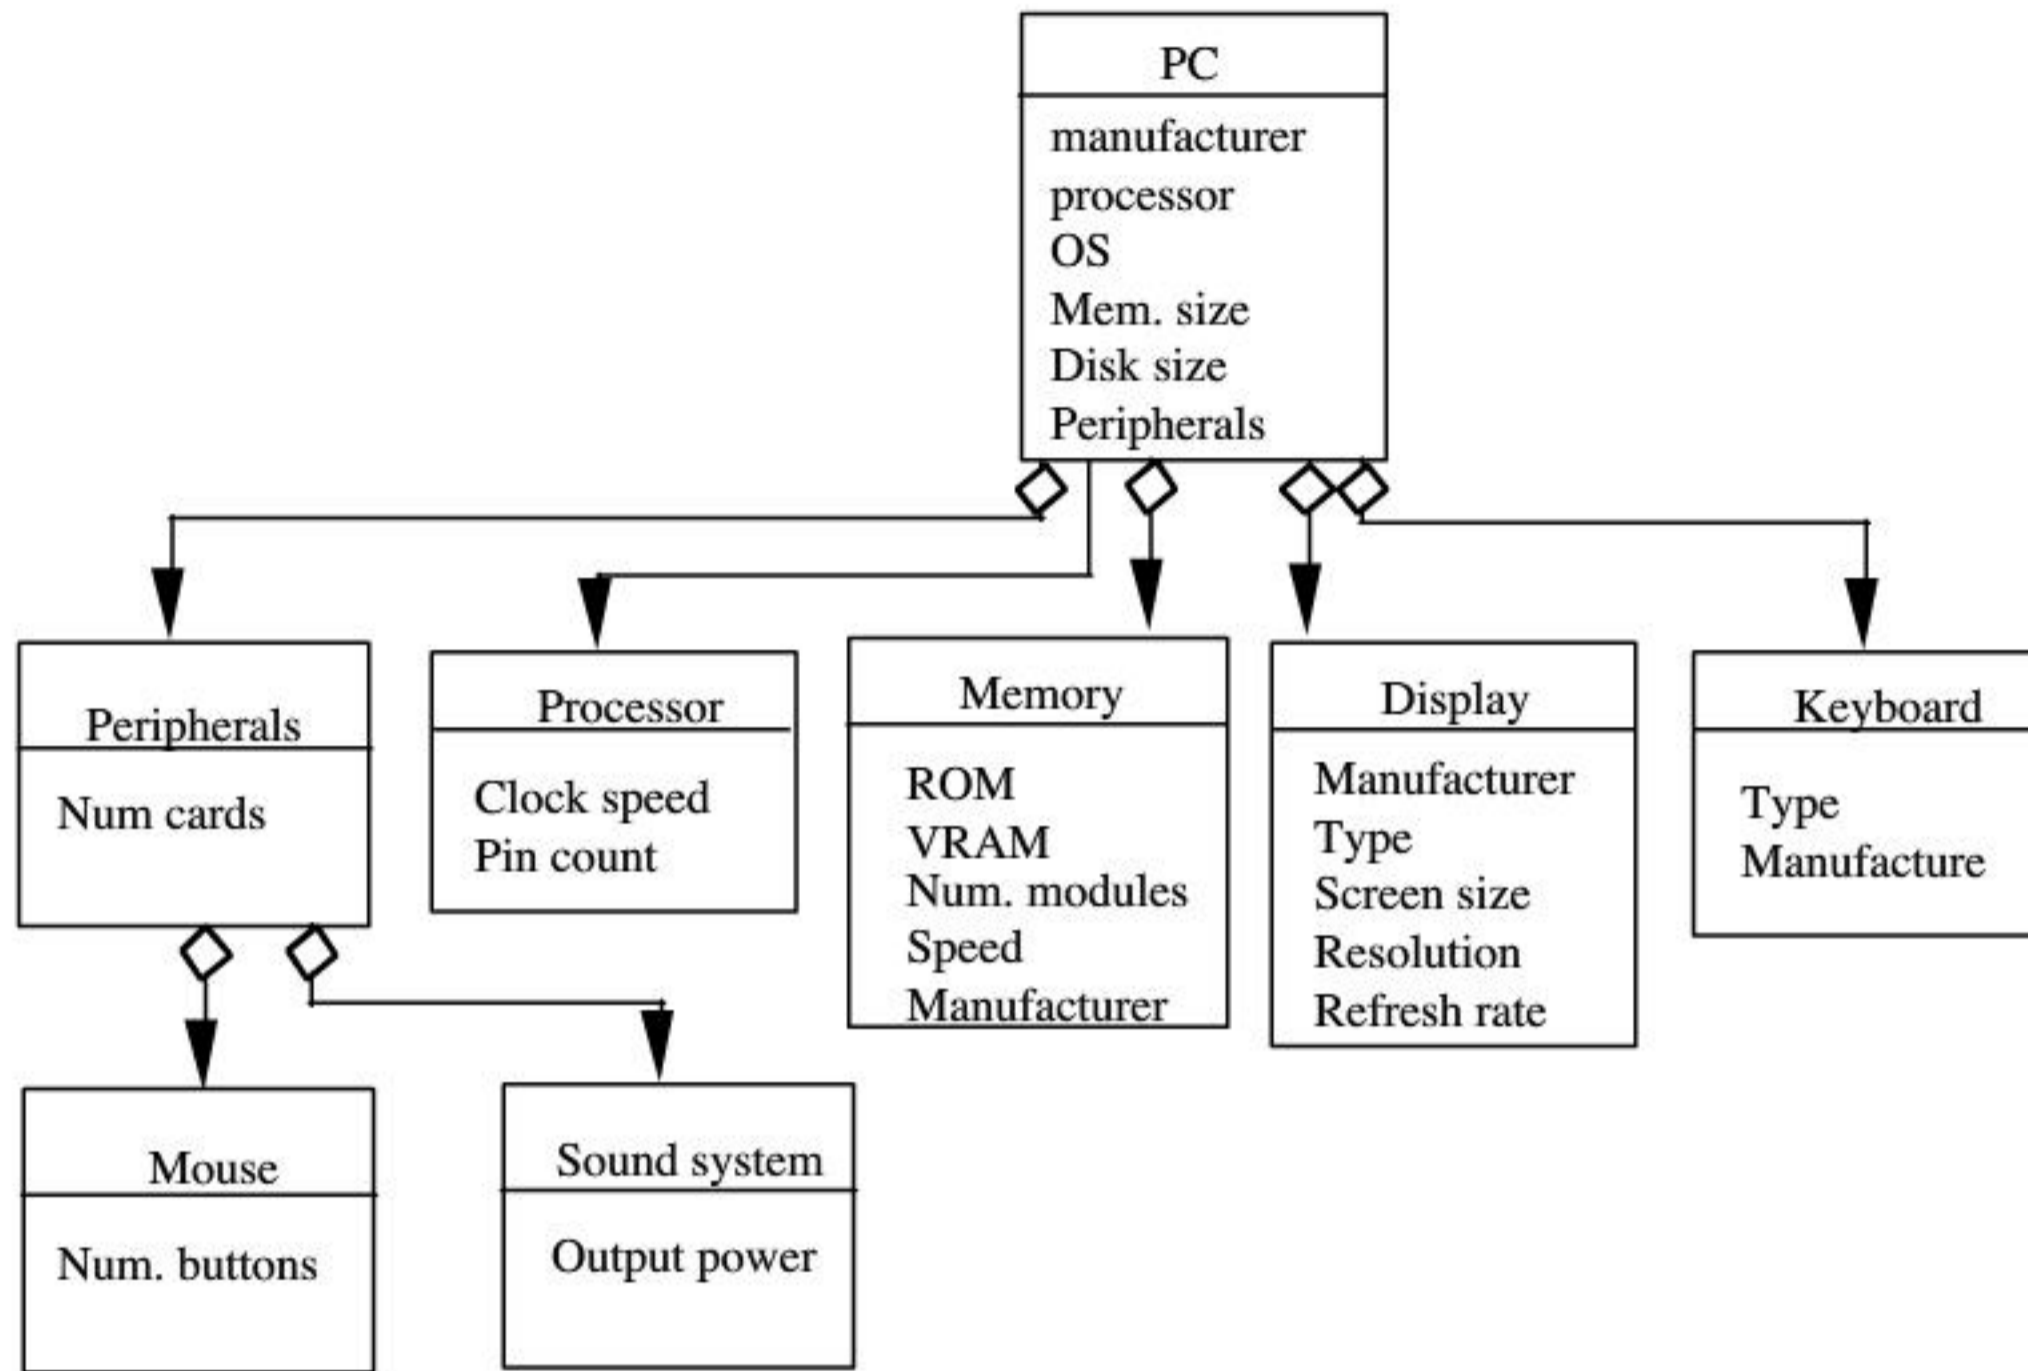 PC
manufacturer
processor
OS
Mem. size
Disk size
Peripherals
Peripherals
Num cards
Processor
Clock speed
Pin count
Memory
ROM
VRAM
Num. modules
Speed
Manufacturer
Display
Manufacturer
Type
Screen size
Resolution
Refresh rate
Keyboard
Type
Manufacture
Mouse
Num. buttons
Sound system
Output power